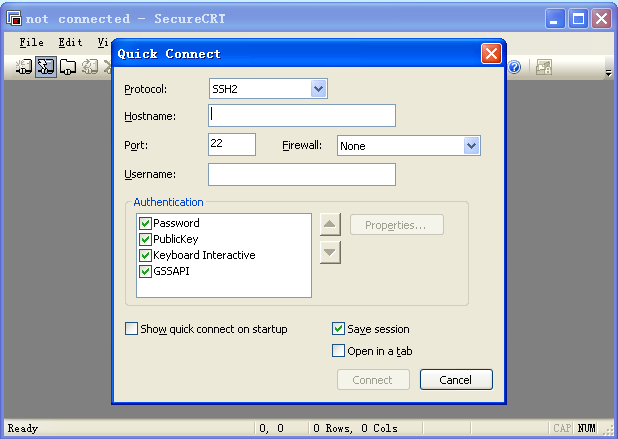 not connected - SecureCRT
File Edit Vi
Quick Connect
Protocol: SSH2
Hostname:
Port: 22 Firewall: None
Username:
Authentication
Password
PublicKey
Keyboard Interactive
GSSAPI
Properties...
Show quick connect on startup
Save session
Open in a tab
Connect Cancel
Ready 0, 0 0 Rows, 0 Cols CAP NUM